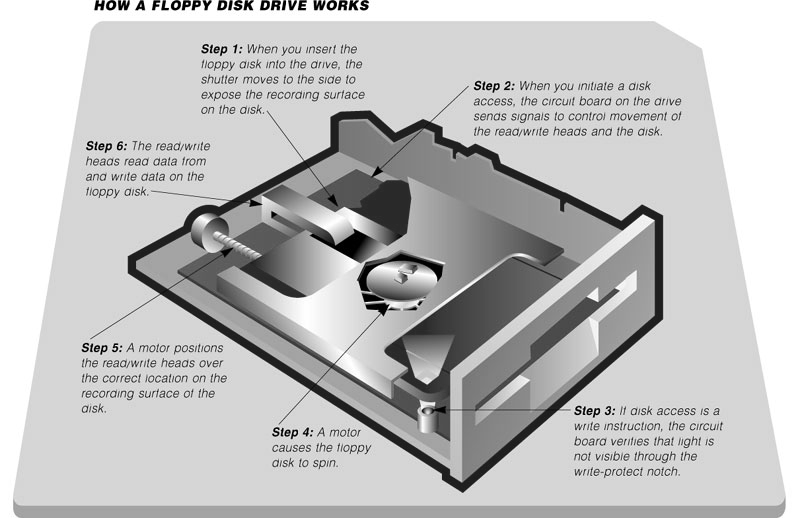 HOW A FLOPPY DISK DRIVE WORKS
Step 1: When you insert the
floppy disk into the drive, the
shutter moves to the side to
expose the recording surface
on the disk.
Step 2: When you initiate a disk
access, the circuit board on the drive
sends signals to control movement of
the read/write heads and the disk.
Step 6: The read/write
heads read data from
and write data on the
floppy disk.
Step 5: A motor positions
the read/write heads over
the correct location on the
recording surface of the
disk.
Step 4: A motor
causes the floppy
disk to spin.
Step 3: If disk access is a
write instruction, the circuit
board verifies that light is
not visible through the
write-protect notch.